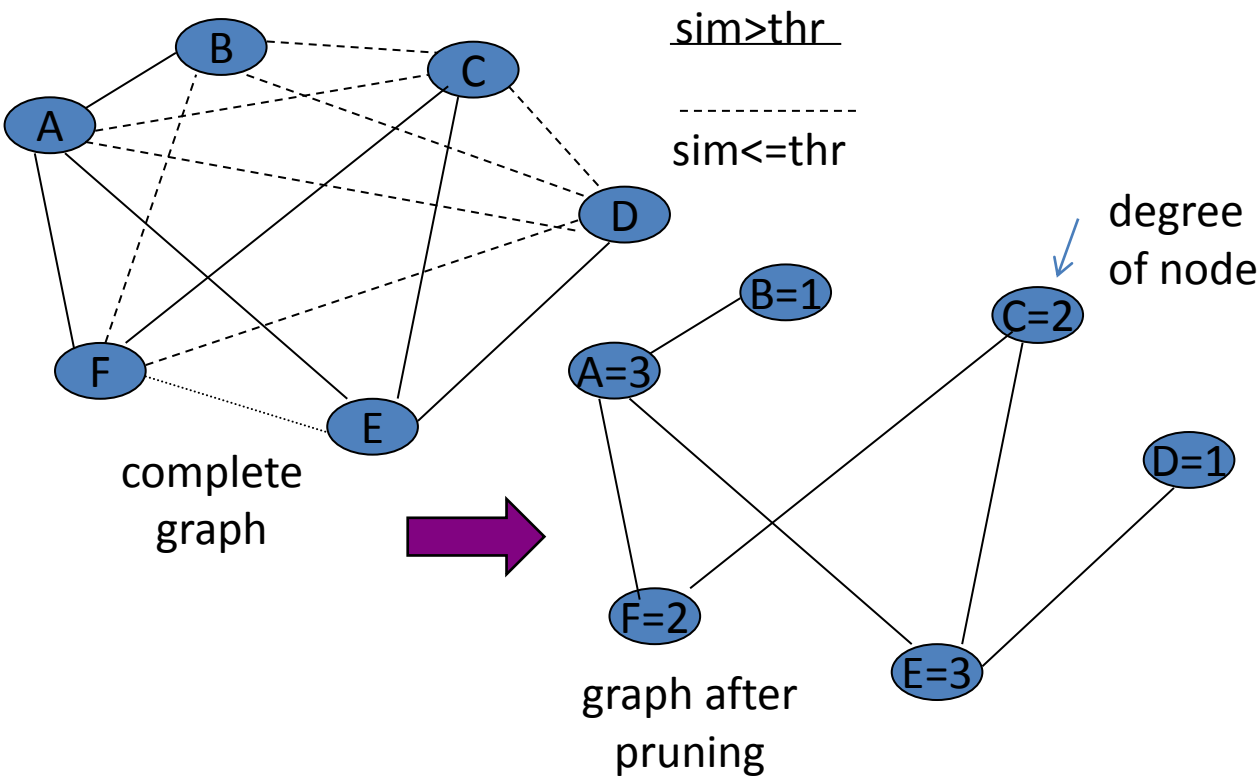 B
C
A
D
F
E
complete
graph
sim>thr
sim<=thr
degree
of node
B=1
C=2
A=3
D=1
F=2
E=3
graph after
pruning